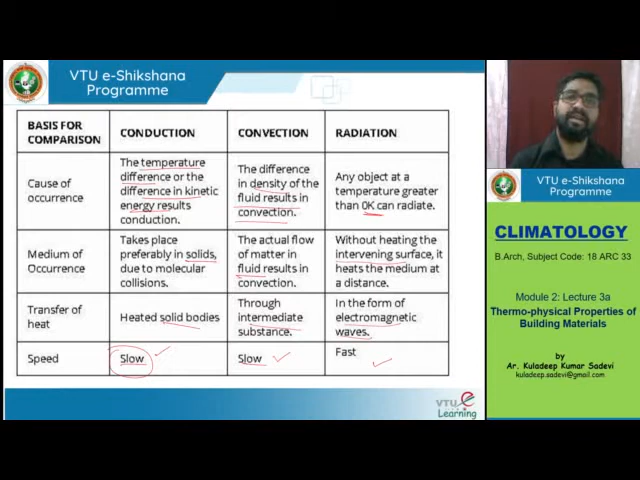 VTU e-Shikshana
Programme
BASIS FOR
COMPARISON
CONDUCTION
CONVECTION
RADIATION
Cause of
occurrence
The temperature
difference or the
difference in kinetic
energy results
conduction.
The difference
in density of the
fluid results in
convection.
Any object at a
temperature greater
than 0K can radiate.
Medium of
Occurrence
Takes place
preferably in solids,
due to molecular
collisions.
The actual flow
of matter in
fluid results in
convection.
Without heating the
intervening surface, it
heats the medium at
a distance.
Transfer of
heat
Heated solid bodies
Through
intermediate
substance.
In the form of
electromagnetic
waves.
Speed
Slow
Slow
Fast
VTU e
Learning
VTU e-Shikshana
Programme
CLIMATOLOGY
B.Arch, Subject Code: 18 ARC 33
Module 2: Lecture 3a
Thermo-physical Properties of
Building Materials
by
Ar. Kuladeep Kumar Sadevi
kuladeep.sadevi@gmail.com